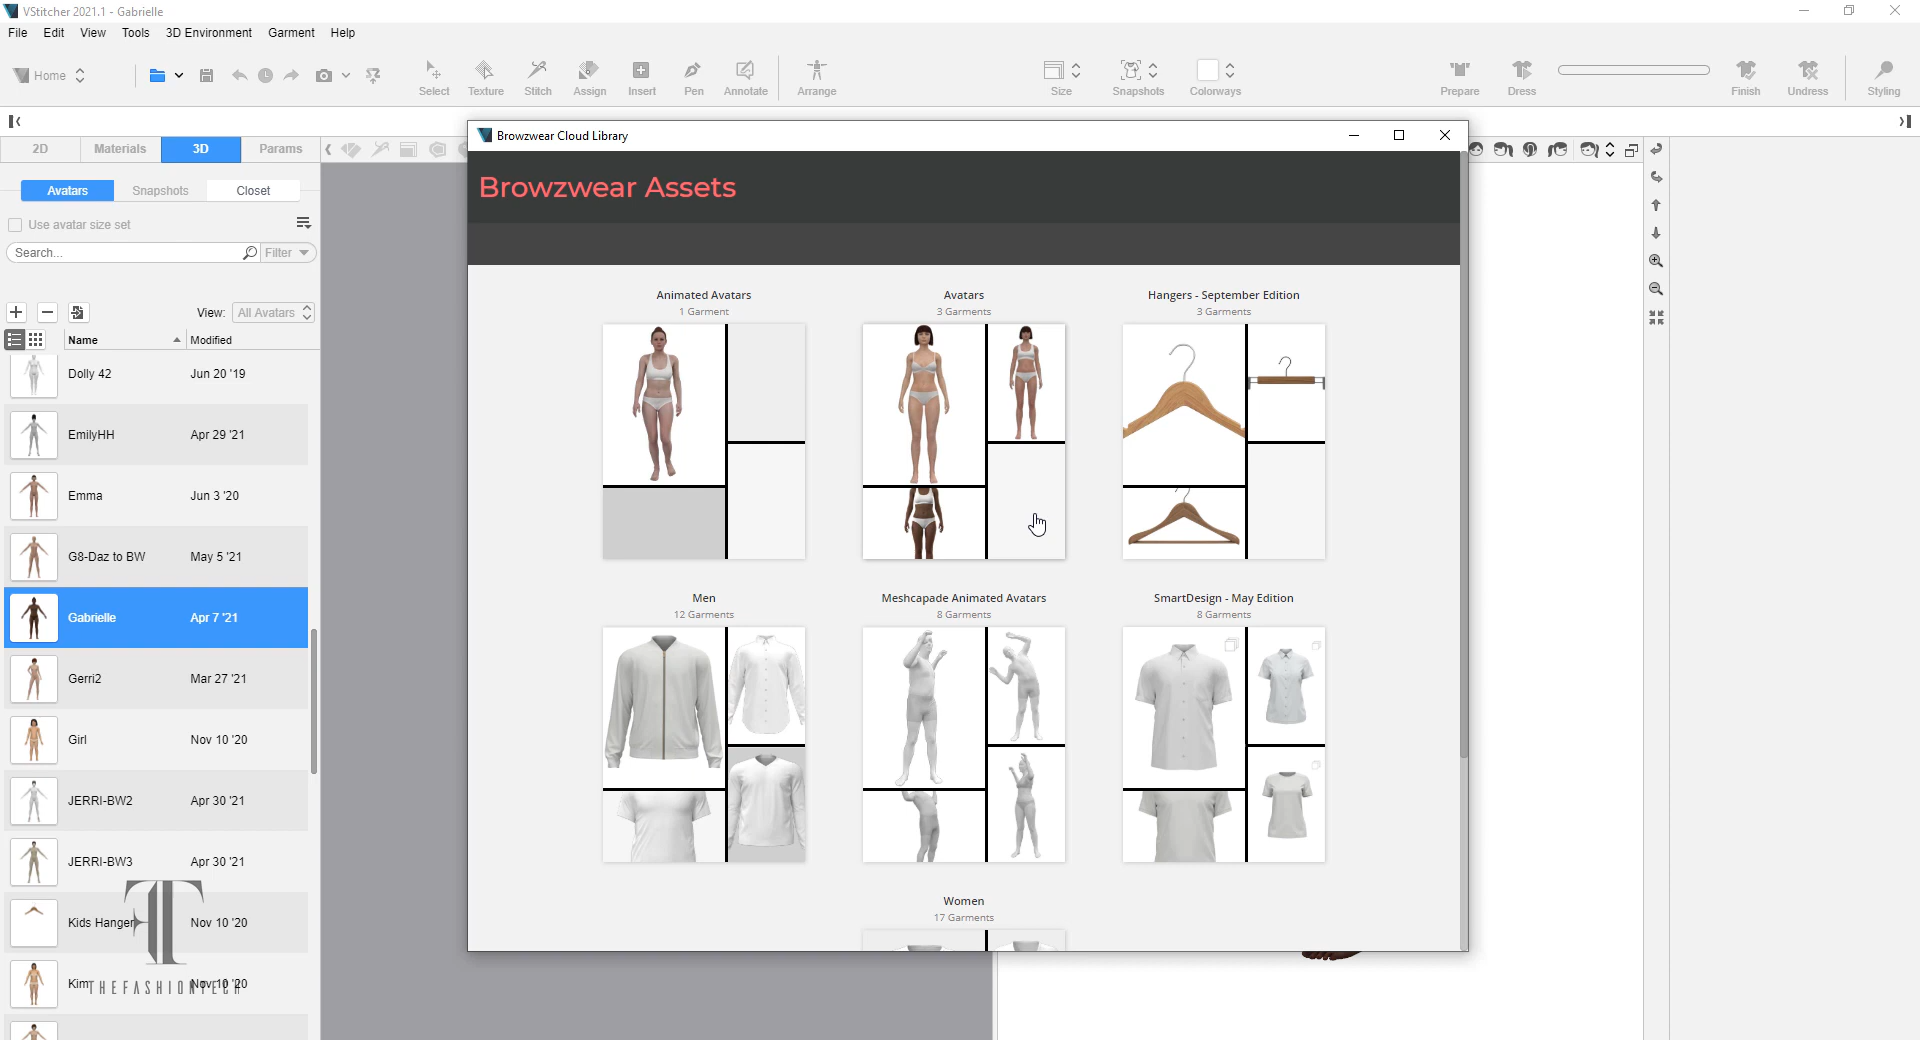 VStitcher 2021.1 - Gabrielle
File Edit View Tools 3D Environment Garment Help
Home
Select Texture Stitch Assign Insert Pen Annotate Arrange Size Snapshots Colorways Prepare Dress Finish Undress Styling
2D Materials 3D Params
Avatars Snapshots Closet
Use avatar size set
Search... Filter
View: All Avatars
Name Modified
Dolly 42 Jun 20 '19
EmilyHH Apr 29 '21
Emma Jun 3 '20
G8-Daz to BW May 5 '21
Gabrielle Apr 7 '21
Gerri2 Mar 27 '21
Girl Nov 10 '20
JERRI-BW2 Apr 30 '21
JERRI-BW3 Apr 30 '21
Kids Hanger Nov 10 '20
Kim Nov 10 '20
THEFASHIONTECH
Browzwear Cloud Library
Browzwear Assets
Animated Avatars
1 Garment
Avatars
3 Garments
Hangers - September Edition
3 Garments
Men
12 Garments
Meshcapade Animated Avatars
8 Garments
SmartDesign - May Edition
8 Garments
Women
17 Garments